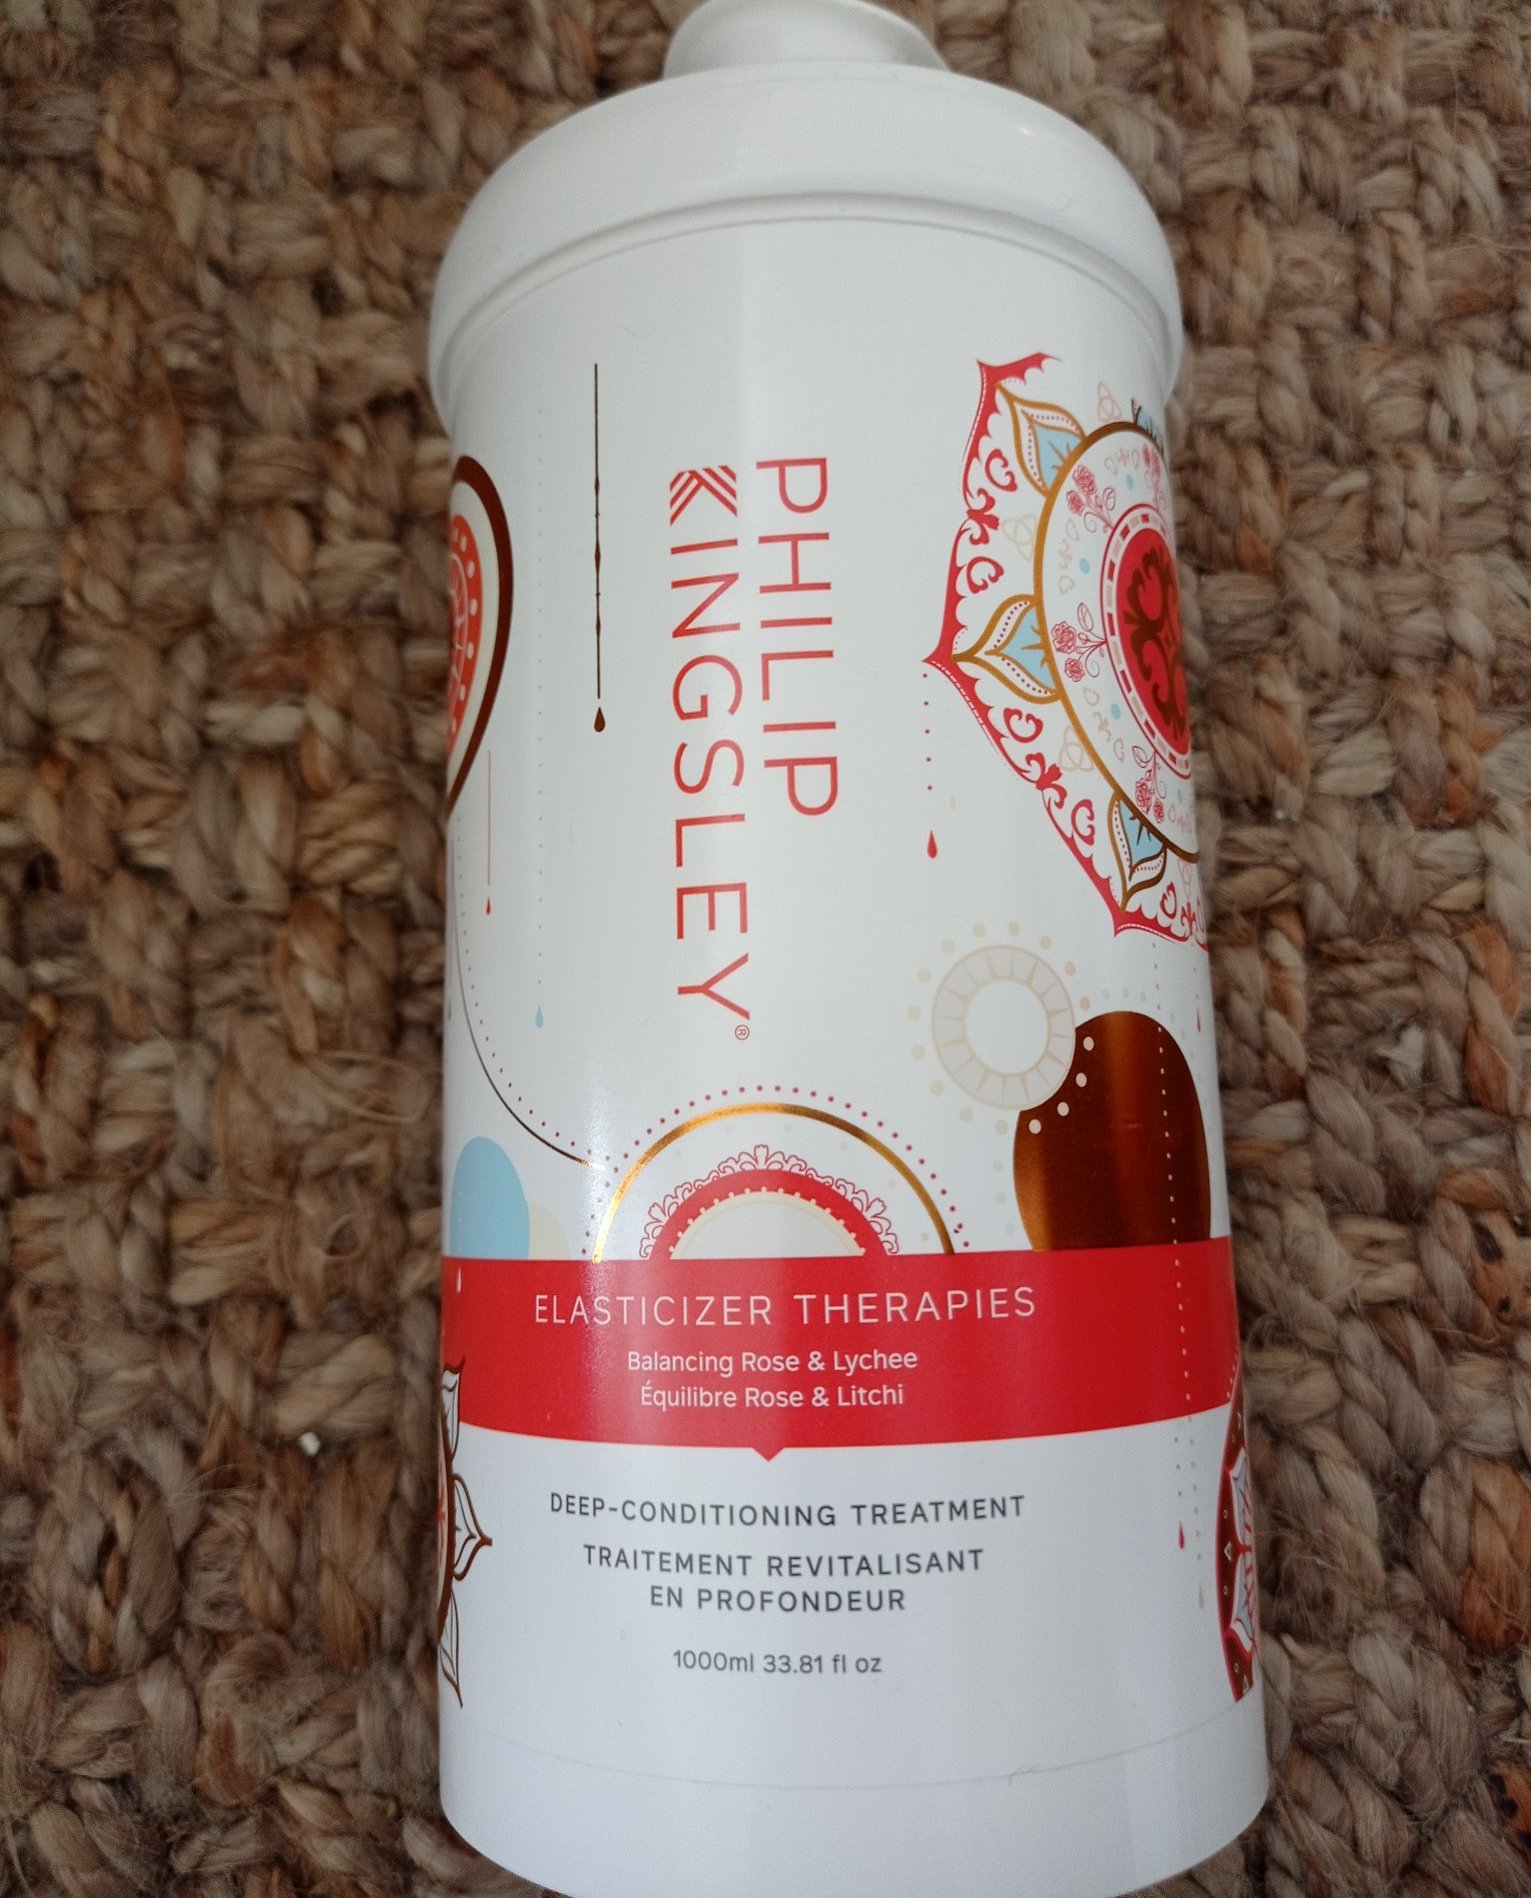 PHILIP
KINGSLEY®
ELASTICIZER THERAPIES
Balancing Rose & Lychee
Équilibre Rose & Litchi
DEEP-CONDITIONING TREATMENT
TRAITEMENT REVITALISANT
EN PROFONDEUR
1000ml 33.81 fl oz